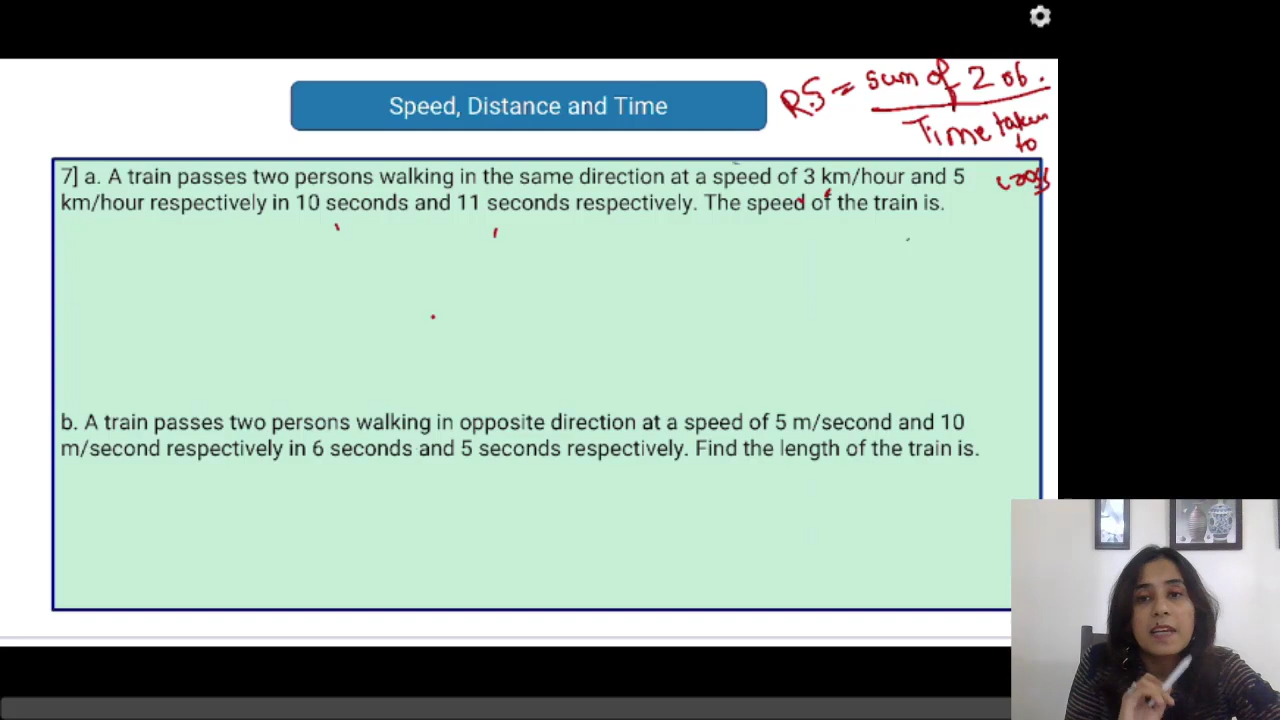 Speed, Distance and Time
R.S = sum of 2 ob.
Time taken
to
cross
7] a. A train passes two persons walking in the same direction at a speed of 3 km/hour and 5
km/hour respectively in 10 seconds and 11 seconds respectively. The speed of the train is.
b. A train passes two persons walking in opposite direction at a speed of 5 m/second and 10
m/second respectively in 6 seconds and 5 seconds respectively. Find the length of the train is.